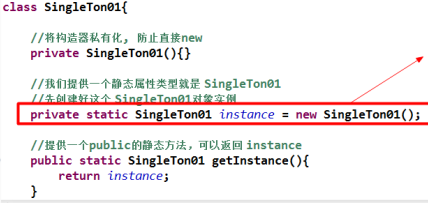 class SingleTon01{
//将构造器私有化, 防止直接new
private SingleTon01(){}
//我们提供一个静态属性类型就是 SingleTon01
//先创建好这个 SingleTon01对象实例
private static SingleTon01 instance = new SingleTon01();
//提供一个public的静态方法，可以返回 instance
public static SingleTon01 getInstance(){
return instance;
}